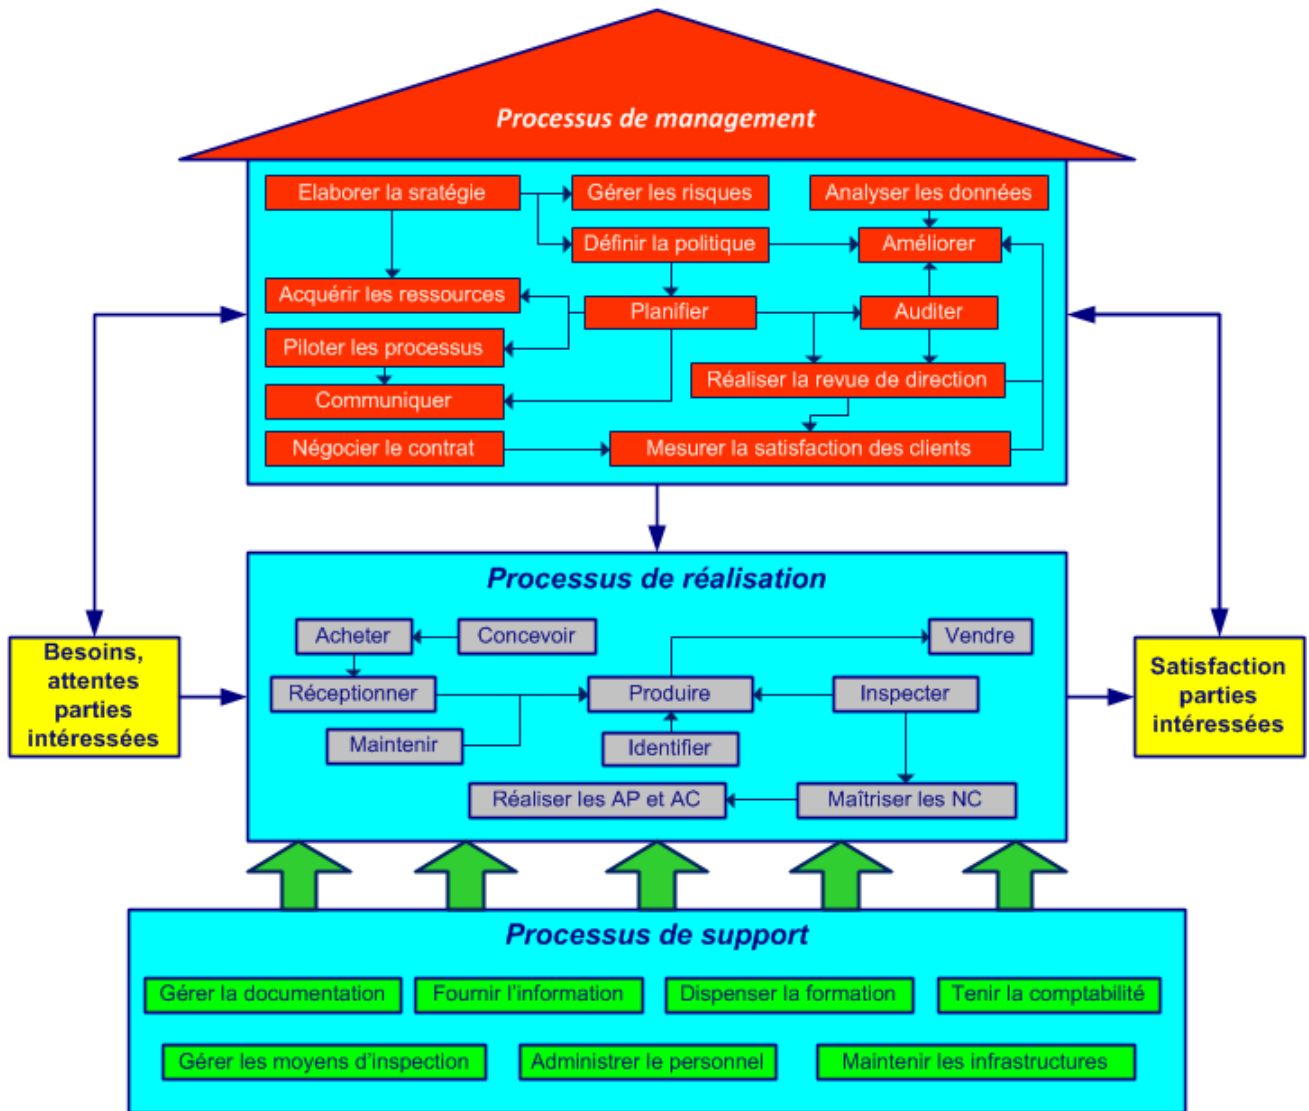 Processus de management
Elaborer la sratégie
Gérer les risques
Analyser les données
Définir la politique
Améliorer
Acquérir les ressources
Planifier
Auditer
Piloter les processus
Réaliser la revue de direction
Communiquer
Négocier le contrat
Mesurer la satisfaction des clients
Processus de réalisation
Acheter
Concevoir
Vendre
Besoins,
attentes
parties
intéressées
Réceptionner
Produire
Inspecter
Satisfaction
parties
intéressées
Maintenir
Identifier
Réaliser les AP et AC
Maîtriser les NC
Processus de support
Gérer la documentation
Fournir l'information
Dispenser la formation
Tenir la comptabilité
Gérer les moyens d'inspection
Administrer le personnel
Maintenir les infrastructures